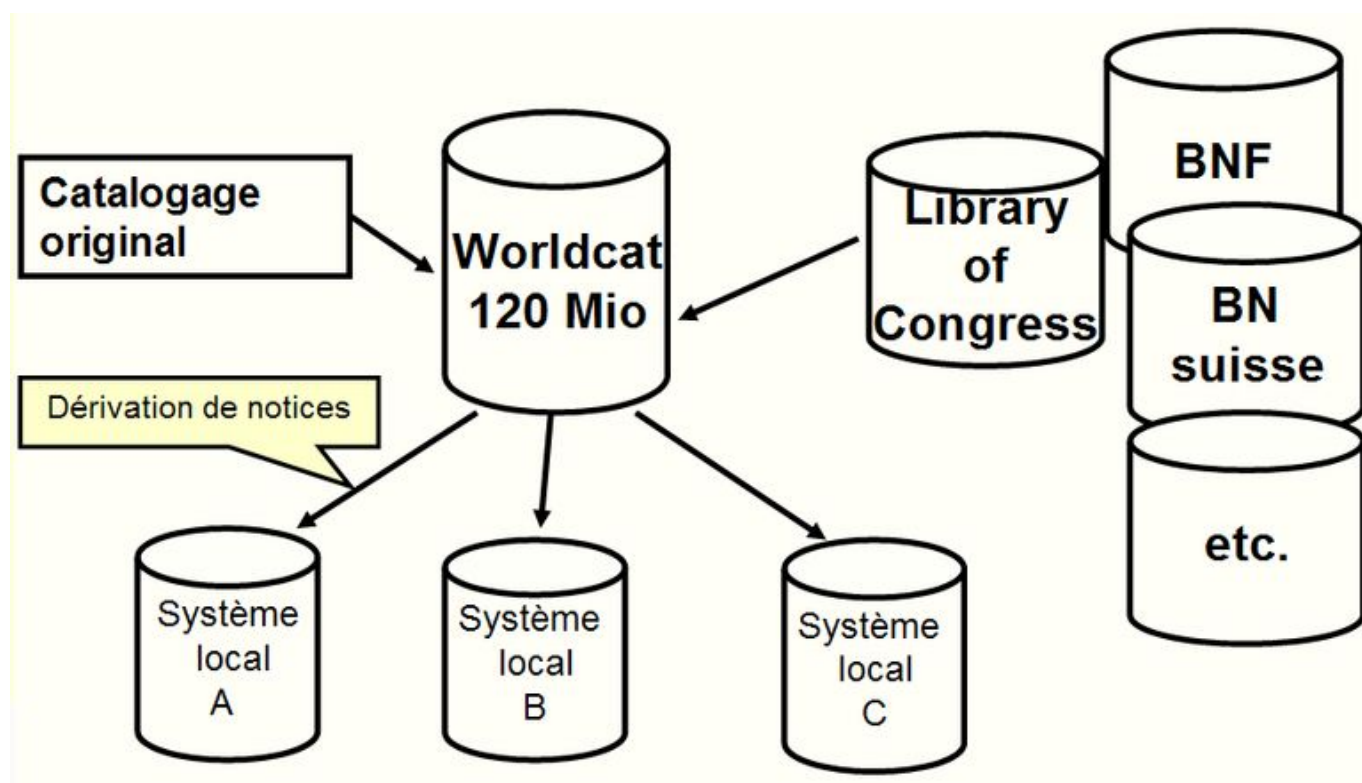 Catalogage
original
Worldcat
120 Mio
Library
of
Congress
BNF
BN
suisse
etc.
Dérivation de notices
Système
local
A
Système
local
B
Système
local
C